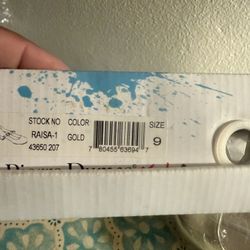 STOCK NO COLOR SIZE
RAISA-1 GOLD 9
43650 207
7 80455 63694 7